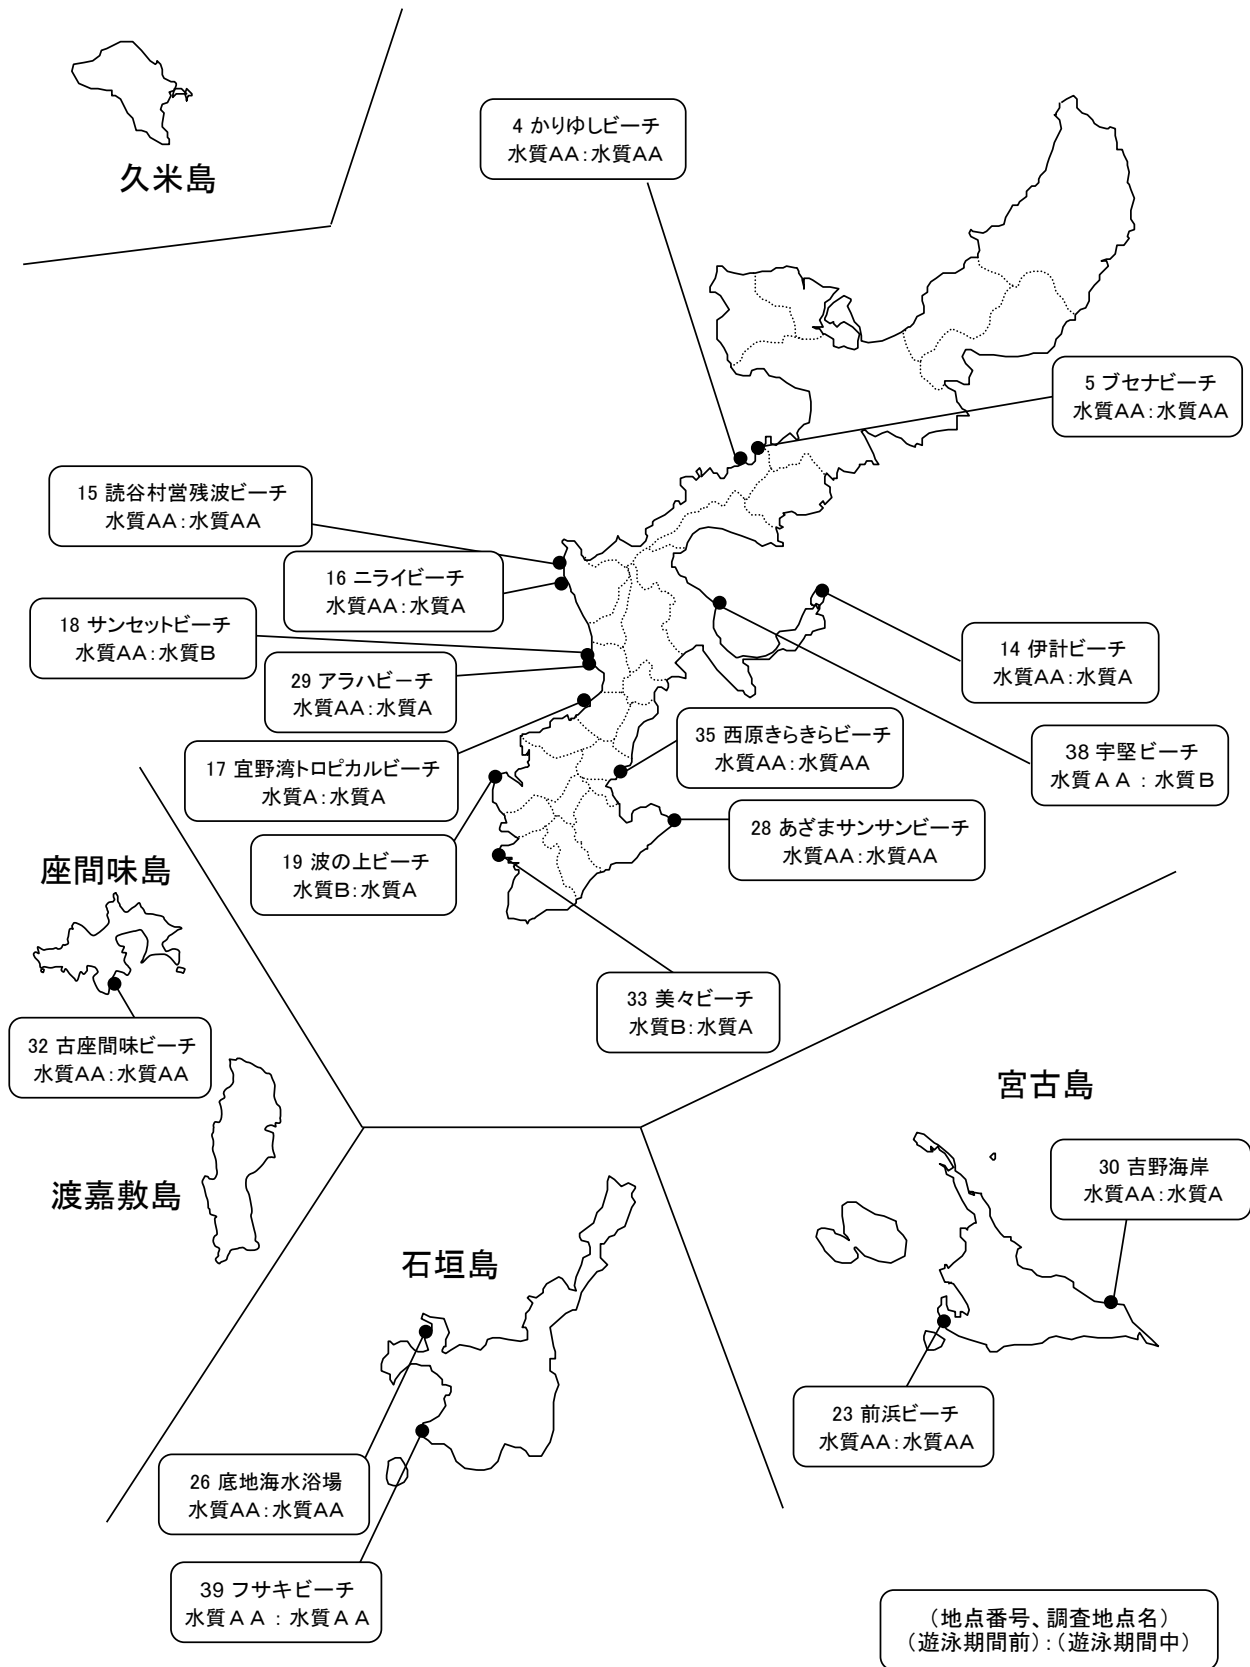 久米島
4 かりゆしビーチ
水質AA:水質AA
5 ブセナビーチ
水質AA:水質AA
15 読谷村営残波ビーチ
水質AA:水質AA
16 ニライビーチ
水質AA:水質A
18 サンセットビーチ
水質AA:水質B
14 伊計ビーチ
水質AA:水質A
29 アラハビーチ
水質AA:水質A
35 西原きらきらビーチ
水質AA:水質AA
38 宇堅ビーチ
水質AA:水質B
17 宜野湾トロピカルビーチ
水質A:水質A
28 あざまサンサンビーチ
水質AA:水質AA
19 波の上ビーチ
水質B:水質A
座間味島
33 美々ビーチ
水質B:水質A
32 古座間味ビーチ
水質AA:水質AA
宮古島
渡嘉敷島
30 吉野海岸
水質AA:水質A
石垣島
23 前浜ビーチ
水質AA:水質AA
26 底地海水浴場
水質AA:水質AA
39 フサキビーチ
水質AA:水質AA
(地点番号、調査地点名)
(遊泳期間前):(遊泳期間中)